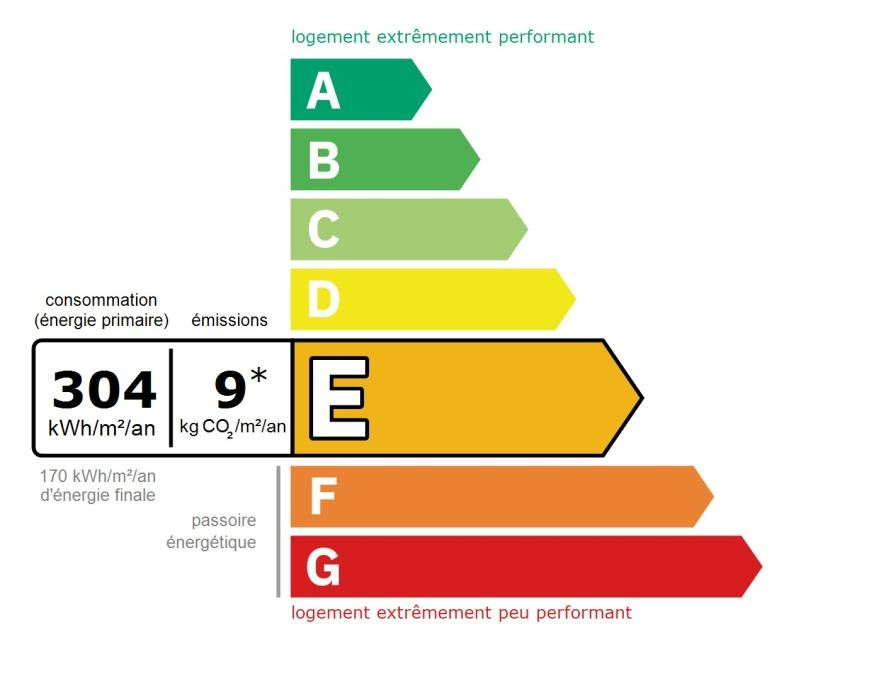 logement extrêmement performant
A
B
C
D
consommation
(énergie primaire)
émissions
304
kWh/m²/an
9*
kg CO₂/m²/an
E
170 kWh/m²/an
d'énergie finale
passoire
énergétique
F
G
logement extrêmement peu performant